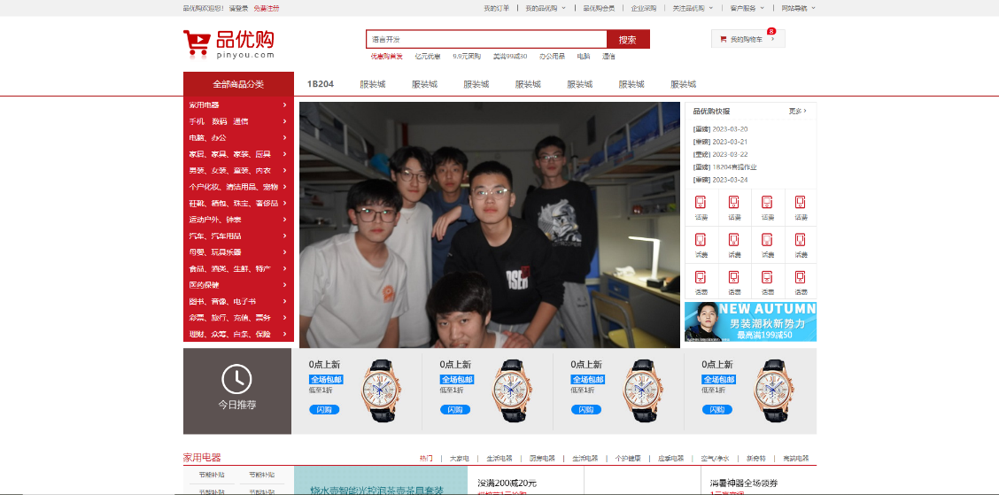 品优购欢迎您！ 请登录 免费注册
我的订单 我的品优购 品优购会员 企业采购 关注品优购 客户服务 网站导航
品优购
pinyou.com
语言开发 搜索
8
我的购物车
优惠购首发 亿元优惠 9.9元团购 美满99减30 办公用品 电脑 通信
全部商品分类 1B204 服装城 服装城 服装城 服装城 服装城 服装城 服装城
家用电器
手机 数码 通信
电脑、办公
家居、家具、家装、厨具
男装、女装、童装、内衣
个户化妆、清洁用品、宠物
鞋靴、箱包、珠宝、奢侈品
运动户外、钟表
汽车、汽车用品
母婴、玩具乐器
食品、酒类、生鲜、特产
医药保健
图书、音像、电子书
彩票、旅行、充值、票务
理财、众筹、白条、保险
品优购快报 更多
[重磅] 2023-03-20
[重磅] 2023-03-21
[重磅] 2023-03-22
[重磅] 1B204真提作业
[重磅] 2023-03-24
话费 话费 话费 话费
话费 话费 话费 话费
话费 话费 话费 话费
NEW AUTUMN
男装潮秋新势力
最高满199减50
今日推荐
0点上新 0点上新 0点上新 0点上新
全场包邮 全场包邮 全场包邮 全场包邮
低至1折 低至1折 低至1折 低至1折
闪购 闪购 闪购 闪购
家用电器
热门 大家电 生活电器 厨房电器 生活电器 个护健康 应季电器 空气/净水 新奇特 高端电器
节能补贴 节能补贴
节能补贴 节能补贴
烧水壶智能光控泡茶壶茶具套装
没满200减20元
消暑神器全场领券